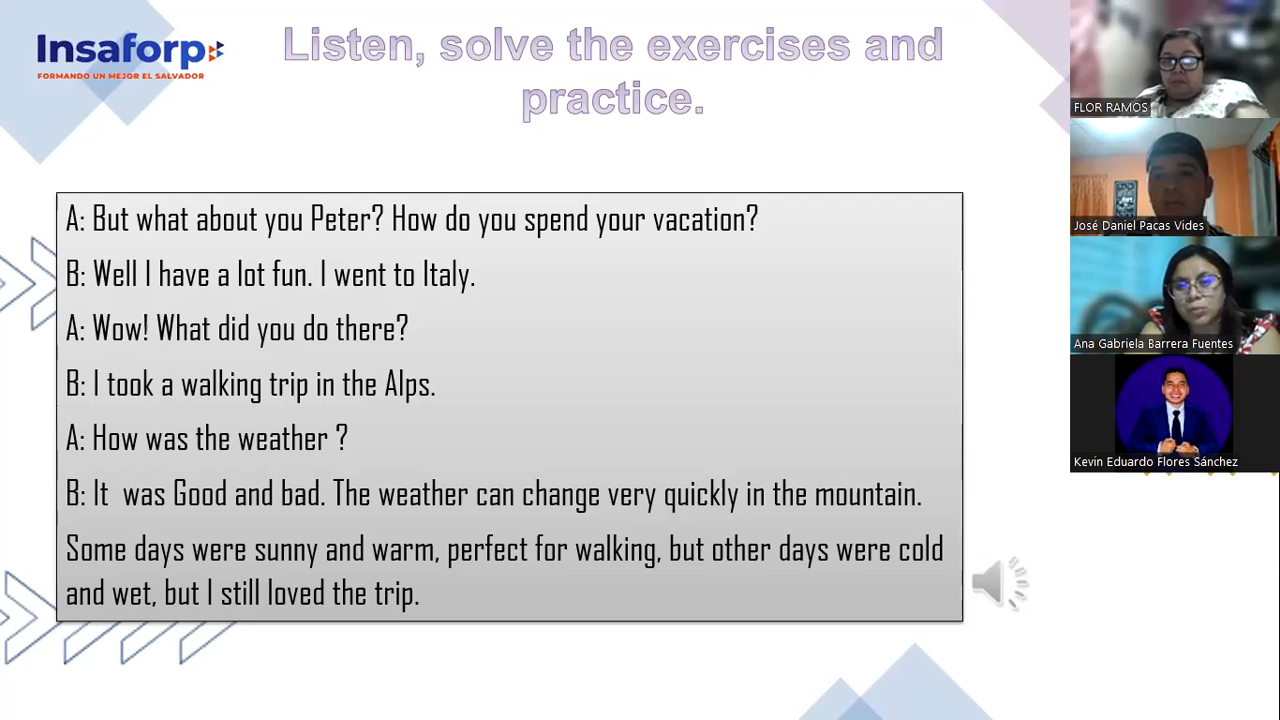 Insaforp
FORMANDO UN MEJOR EL SALVADOR
Listen, solve the exercises and
practice.
A: But what about you Peter? How do you spend your vacation?
B: Well I have a lot fun. I went to Italy.
A: Wow! What did you do there?
B: I took a walking trip in the Alps.
A: How was the weather ?
B: It was Good and bad. The weather can change very quickly in the mountain.
Some days were sunny and warm, perfect for walking, but other days were cold
and wet, but I still loved the trip.
FLOR RAMOS
José Daniel Pacas Vides
Ana Gabriela Barrera Fuentes
Kevin Eduardo Flores Sánchez